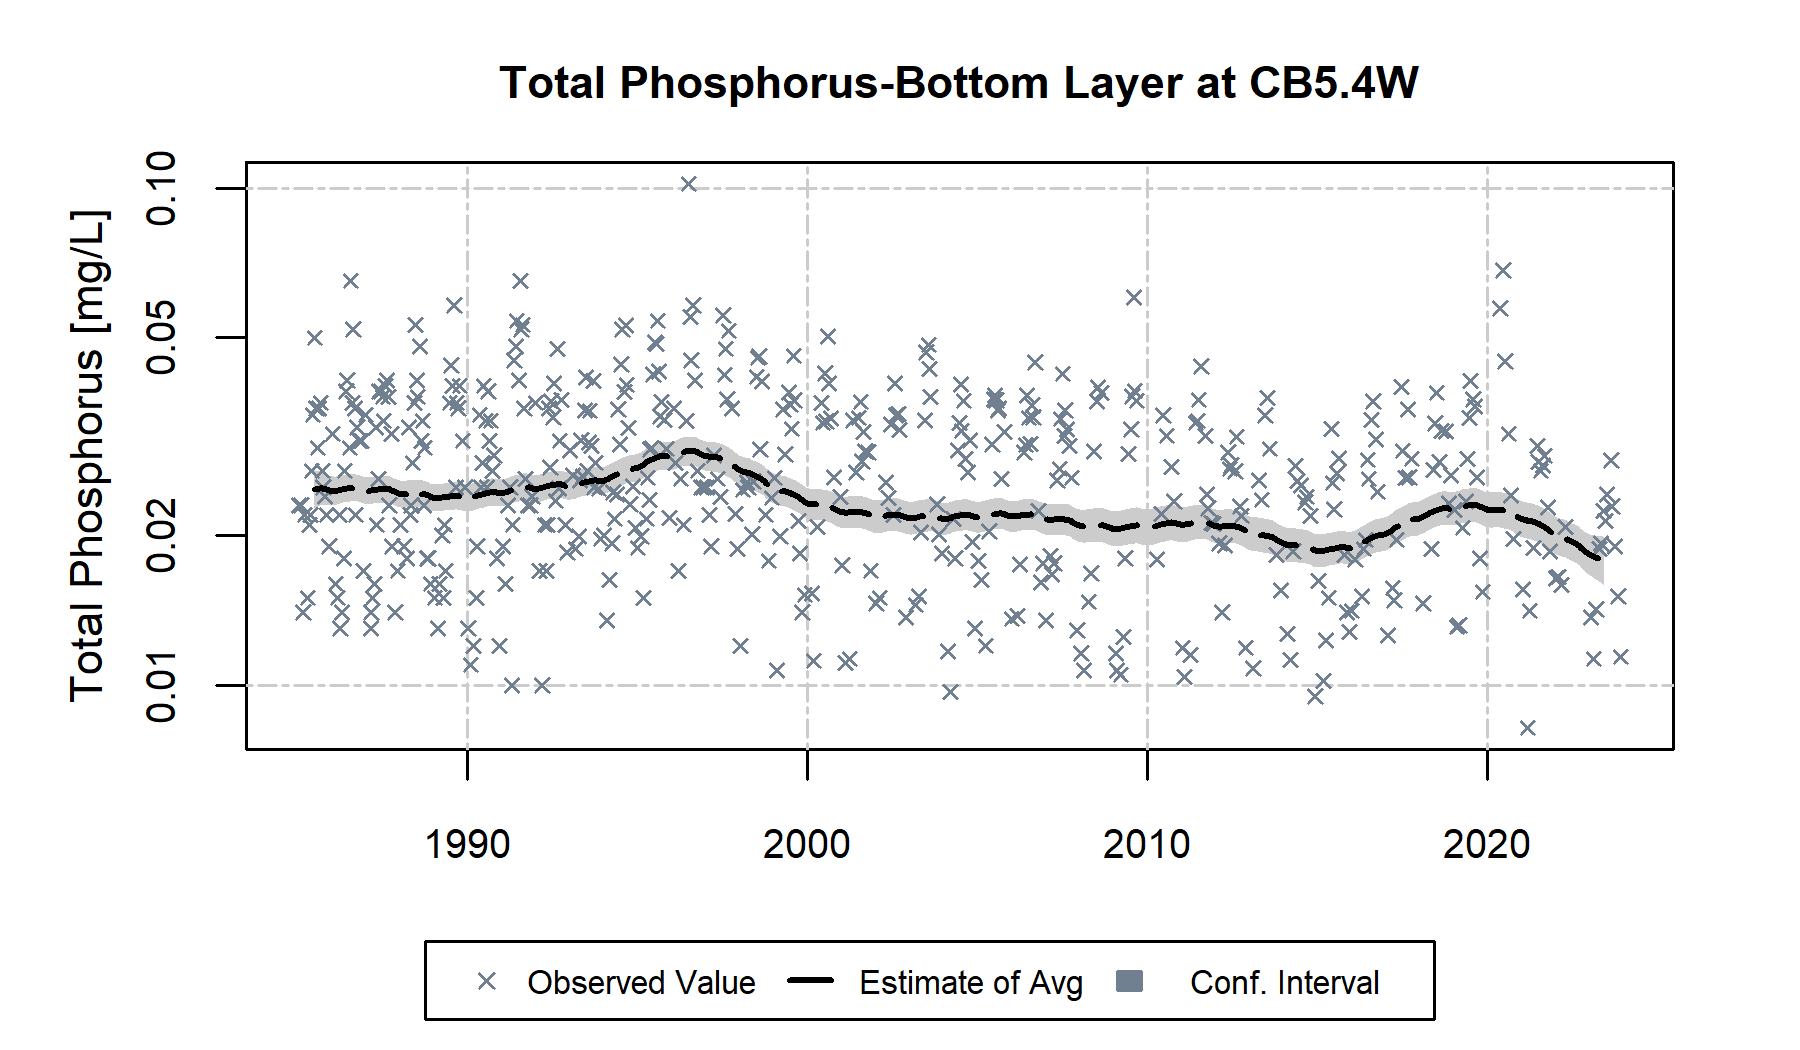 Total Phosphorus-Bottom Layer at CB5.4W
Total Phosphorus [mg/L]
0.10
0.05
0.02
0.01
1990 2000 2010 2020
Observed Value Estimate of Avg Conf. Interval